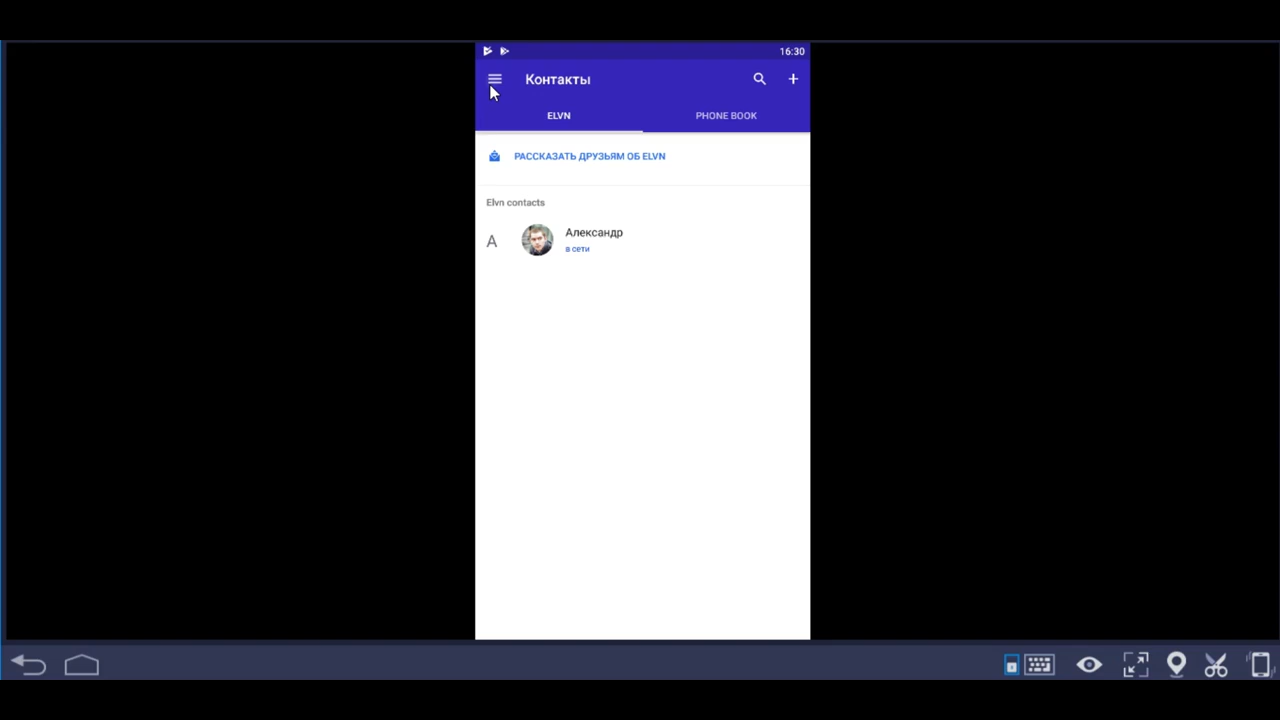 16:30
Контакты
ELVN PHONE BOOK
РАССКАЗАТЬ ДРУЗЬЯМ ОБ ELVN
Elvn contacts
А Александр
в сети